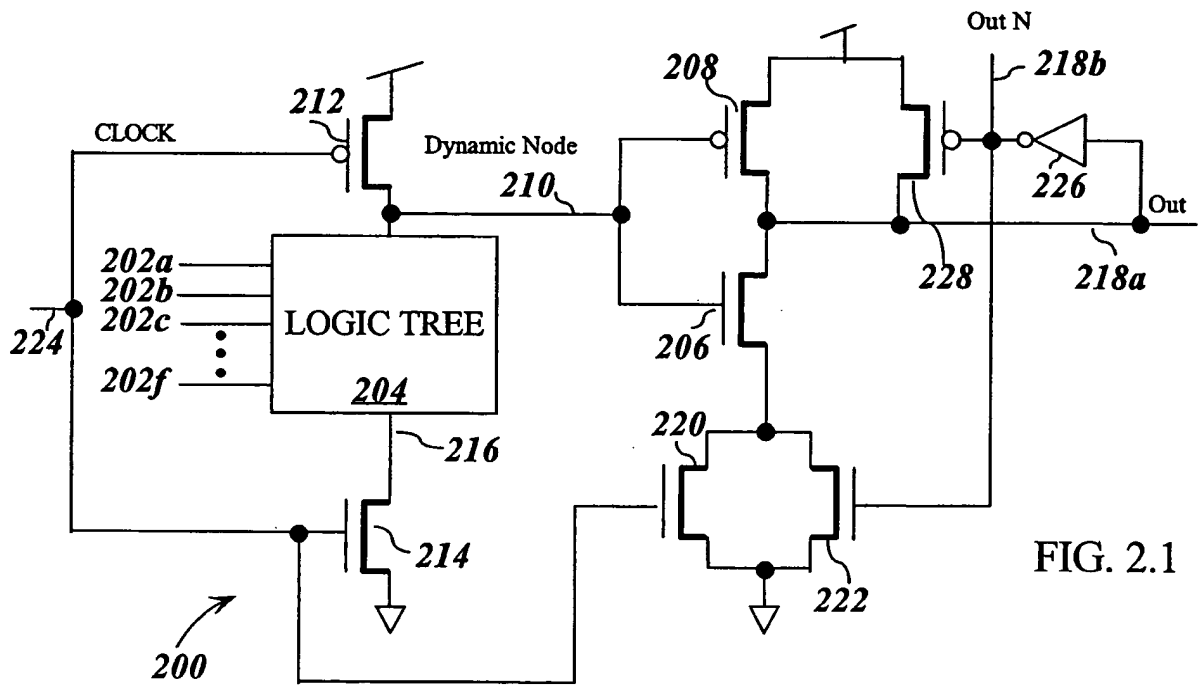 Out N
208
218b
212
CLOCK
Dynamic Node
210
226
Out
228
218a
202a
202b
202c
202f
224
LOGIC TREE
204
206
216
220
214
222
FIG. 2.1
200